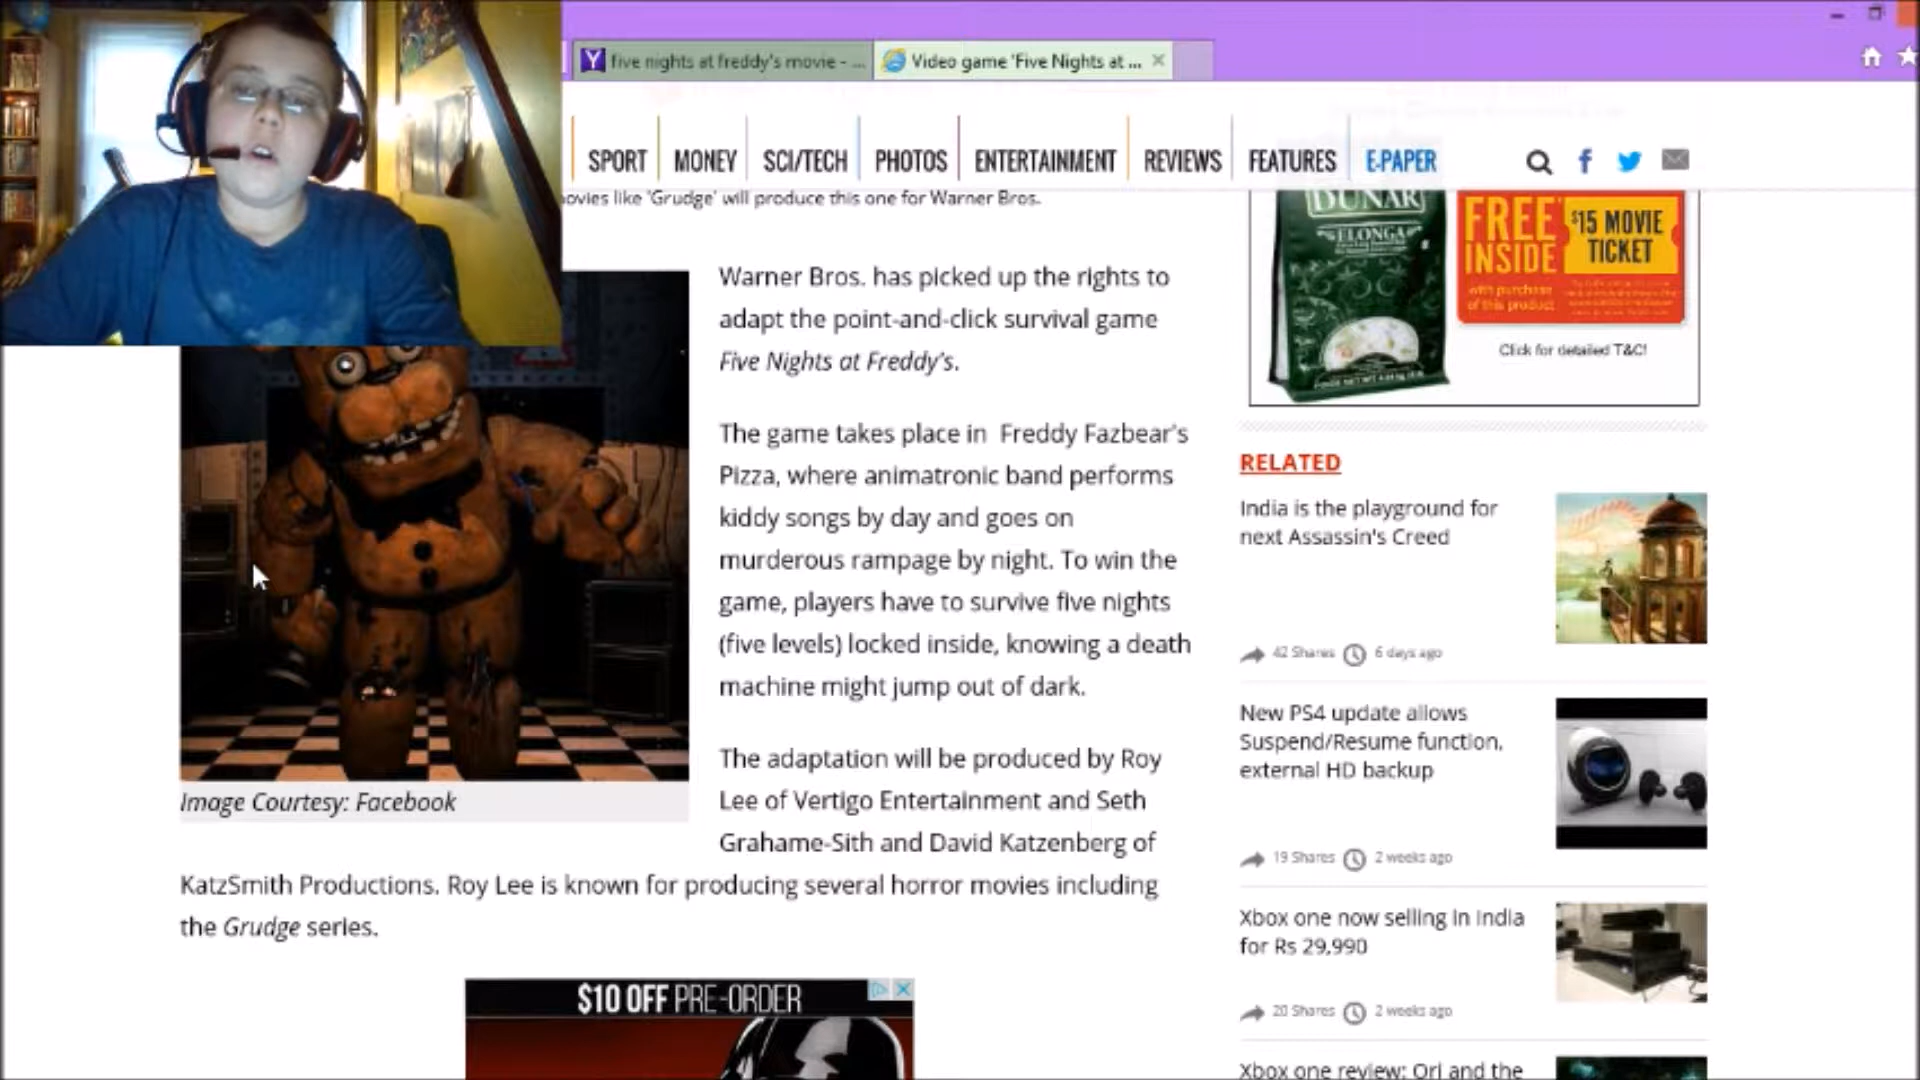 five nights at freddy's movie - ...
Video game 'Five Nights at ...
SPORT MONEY SCI/TECH PHOTOS ENTERTAINMENT REVIEWS FEATURES E-PAPER
ovies like 'Grudge' will produce this one for Warner Bros.
Warner Bros. has picked up the rights to
adapt the point-and-click survival game
Five Nights at Freddy's.
The game takes place in Freddy Fazbear's
Pizza, where animatronic band performs
kiddy songs by day and goes on
murderous rampage by night. To win the
game, players have to survive five nights
(five levels) locked inside, knowing a death
machine might jump out of dark.
The adaptation will be produced by Roy
Lee of Vertigo Entertainment and Seth
Grahame-Sith and David Katzenberg of
KatzSmith Productions. Roy Lee is known for producing several horror movies including
the Grudge series.
Image Courtesy: Facebook
$10 OFF PRE-ORDER
DUNAR
ELONGA
FREE
INSIDE
with purchase
of this product
$15 MOVIE
TICKET
Click for detailed T&C!
RELATED
India is the playground for
next Assassin's Creed
42 Shares 6 days ago
New PS4 update allows
Suspend/Resume function,
external HD backup
19 Shares 2 weeks ago
Xbox one now selling in India
for Rs 29,990
20 Shares 2 weeks ago
Xbox one review: Ori and the